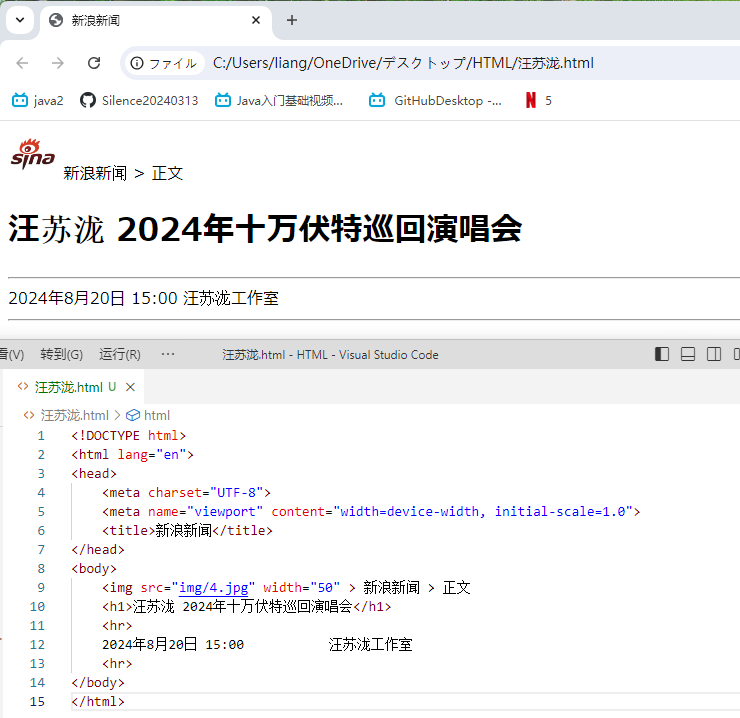 新浪新闻
ファイル C:/Users/liang/OneDrive/デスクトップ/HTML/汪苏泷.html
java2 Silence20240313 Java入门基础视频... GitHubDesktop -... N 5
sina 新浪新闻 > 正文
汪苏泷 2024年十万伏特巡回演唱会
2024年8月20日 15:00 汪苏泷工作室
看(V) 转到(G) 运行(R) ··· 汪苏泷.html - HTML - Visual Studio Code
汪苏泷.html U
汪苏泷.html > html
1 <!DOCTYPE html>
2 <html lang="en">
3 <head>
4 <meta charset="UTF-8">
5 <meta name="viewport" content="width=device-width, initial-scale=1.0">
6 <title>新浪新闻</title>
7 </head>
8 <body>
9 <img src="img/4.jpg" width="50" > 新浪新闻 > 正文
10 <h1>汪苏泷 2024年十万伏特巡回演唱会</h1>
11 <hr>
12 2024年8月20日 15:00 汪苏泷工作室
13 <hr>
14 </body>
15 </html>